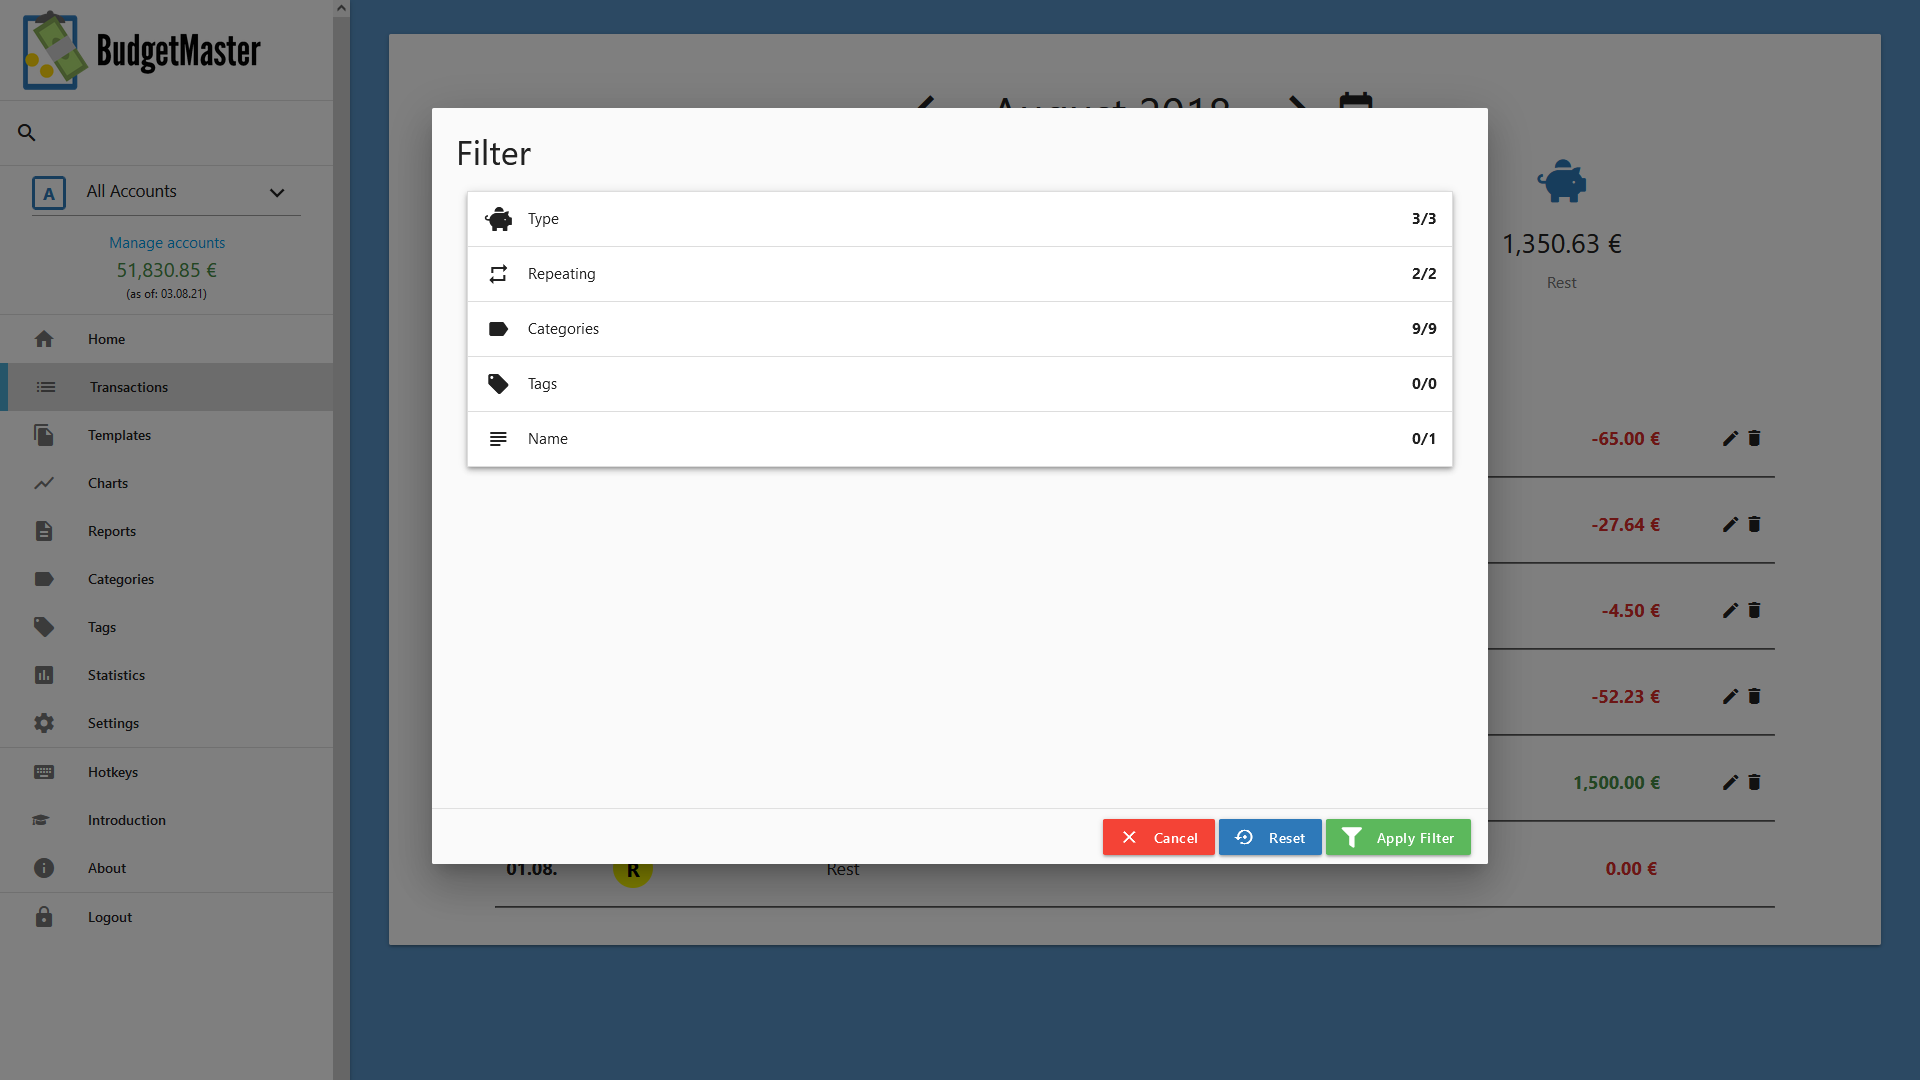 BudgetMaster
A All Accounts
Manage accounts
51,830.85 €
(as of: 03.08.21)
Home
Transactions
Templates
Charts
Reports
Categories
Tags
Statistics
Settings
Hotkeys
Introduction
About
Logout
August 2018
1,350.63 €
Rest
Filter
Type 3/3
Repeating 2/2
Categories 9/9
Tags 0/0
Name 0/1
Cancel Reset Apply Filter
-65.00 €
-27.64 €
-4.50 €
-52.23 €
1,500.00 €
01.08. R Rest 0.00 €